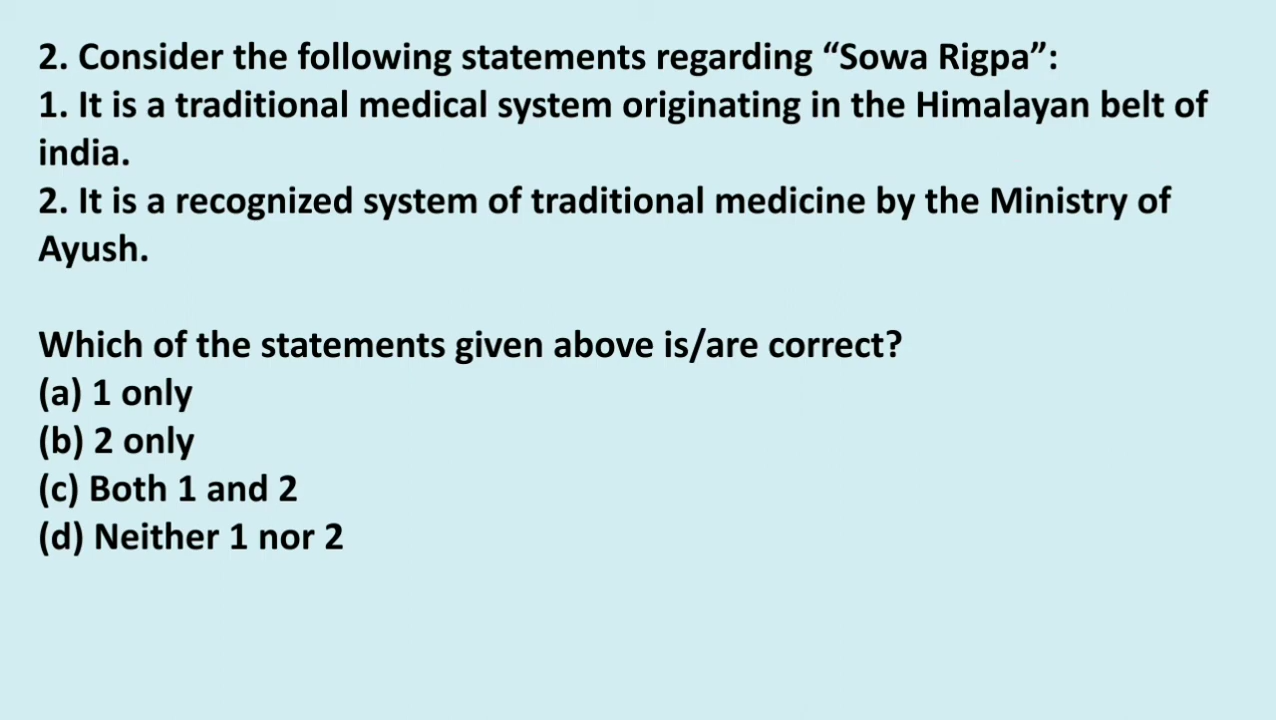 2. Consider the following statements regarding “Sowa Rigpa”:
1. It is a traditional medical system originating in the Himalayan belt of
india.
2. It is a recognized system of traditional medicine by the Ministry of
Ayush.
Which of the statements given above is/are correct?
(a) 1 only
(b) 2 only
(c) Both 1 and 2
(d) Neither 1 nor 2